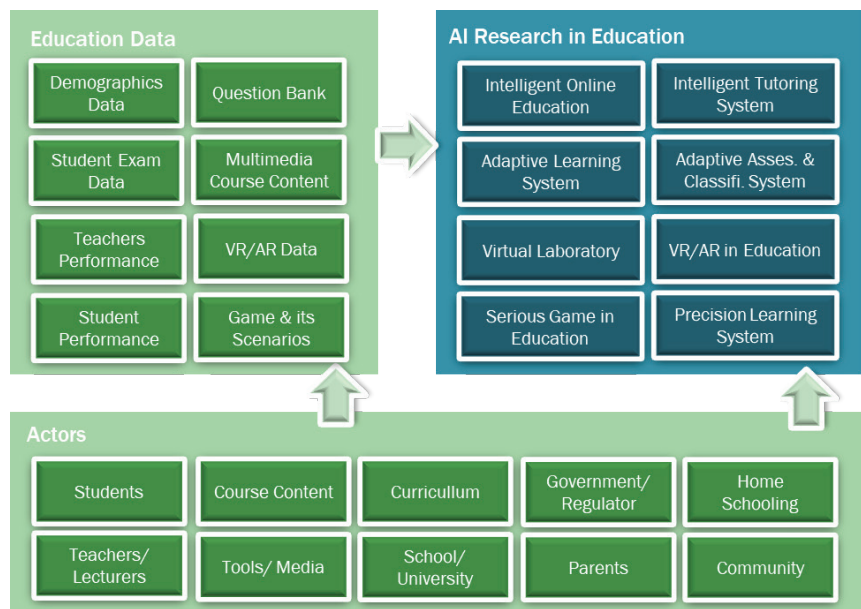 Education Data
Demographics
Data
Question Bank
Student Exam
Data
Multimedia
Course Content
Teachers
Performance
VR/AR Data
Student
Performance
Game & its
Scenarios
AI Research in Education
Intelligent Online
Education
Intelligent Tutoring
System
Adaptive Learning
System
Adaptive Asses. &
Classifi. System
Virtual Laboratory
VR/AR in Education
Serious Game in
Education
Precision Learning
System
Actors
Students
Course Content
Curricullum
Government/
Regulator
Home
Schooling
Teachers/
Lecturers
Tools/ Media
School/
University
Parents
Community